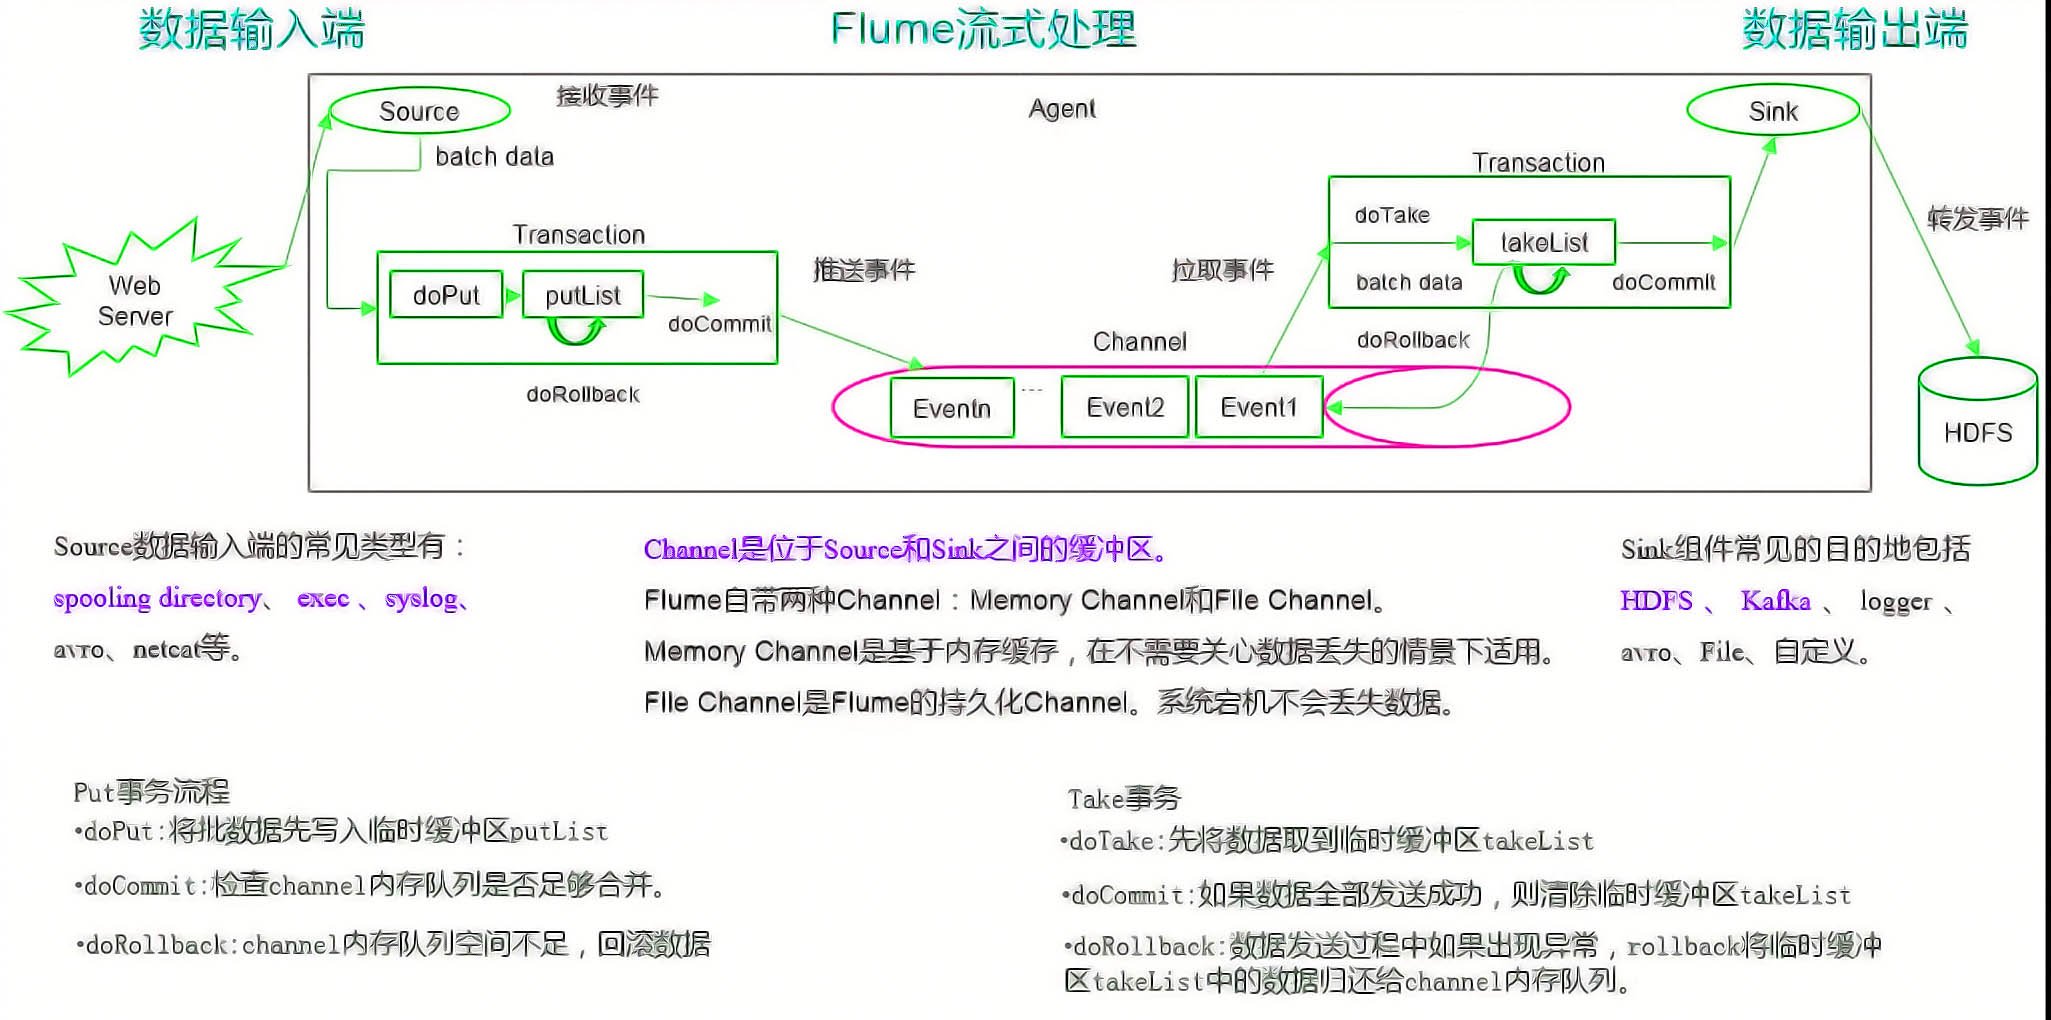 数据输入端
Flume流式处理
数据输出端
Source
接收事件
Agent
Sink
batch data
Transaction
doTake
takeList
转发事件
Web
Server
Transaction
doPut
putList
doCommit
推送事件
拉取事件
batch data
doCommit
doRollback
Channel
doRollback
Eventn
...
Event2
Event1
HDFS
Source数据输入端的常见类型有：
spooling directory、 exec 、syslog、
avro、netcat等。
Channel是位于Source和Sink之间的缓冲区。
Flume自带两种Channel：Memory Channel和File Channel。
Memory Channel是基于内存缓存，在不需要关心数据丢失的情景下适用。
File Channel是Flume的持久化Channel。系统宕机不会丢失数据。
Sink组件常见的目的地包括
HDFS 、 Kafka 、 logger 、
avro、File、自定义。
Put事务流程
•doPut:将批数据先写入临时缓冲区putList
•doCommit:检查channel内存队列是否足够合并。
•doRollback:channel内存队列空间不足，回滚数据
Take事务
•doTake:先将数据取到临时缓冲区takeList
•doCommit:如果数据全部发送成功，则清除临时缓冲区takeList
•doRollback:数据发送过程中如果出现异常，rollback将临时缓冲
区takeList中的数据归还给channel内存队列。